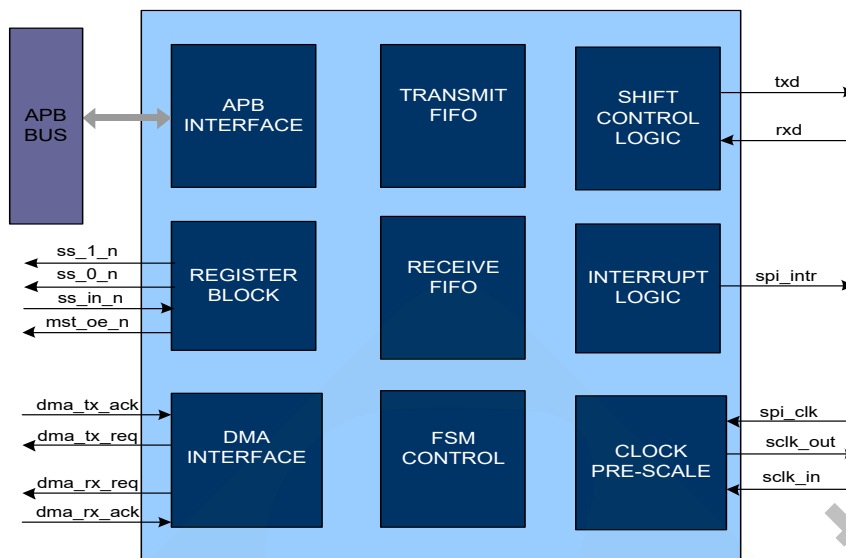 APB
BUS
APB
INTERFACE
TRANSMIT
FIFO
SHIFT
CONTROL
LOGIC
txd
rxd
ss_1_n
ss_0_n
ss_in_n
mst_oe_n
REGISTER
BLOCK
RECEIVE
FIFO
INTERRUPT
LOGIC
spi_intr
dma_tx_ack
dma_tx_req
dma_rx_req
dma_rx_ack
DMA
INTERFACE
FSM
CONTROL
CLOCK
PRE-SCALE
spi_clk
sclk_out
sclk_in